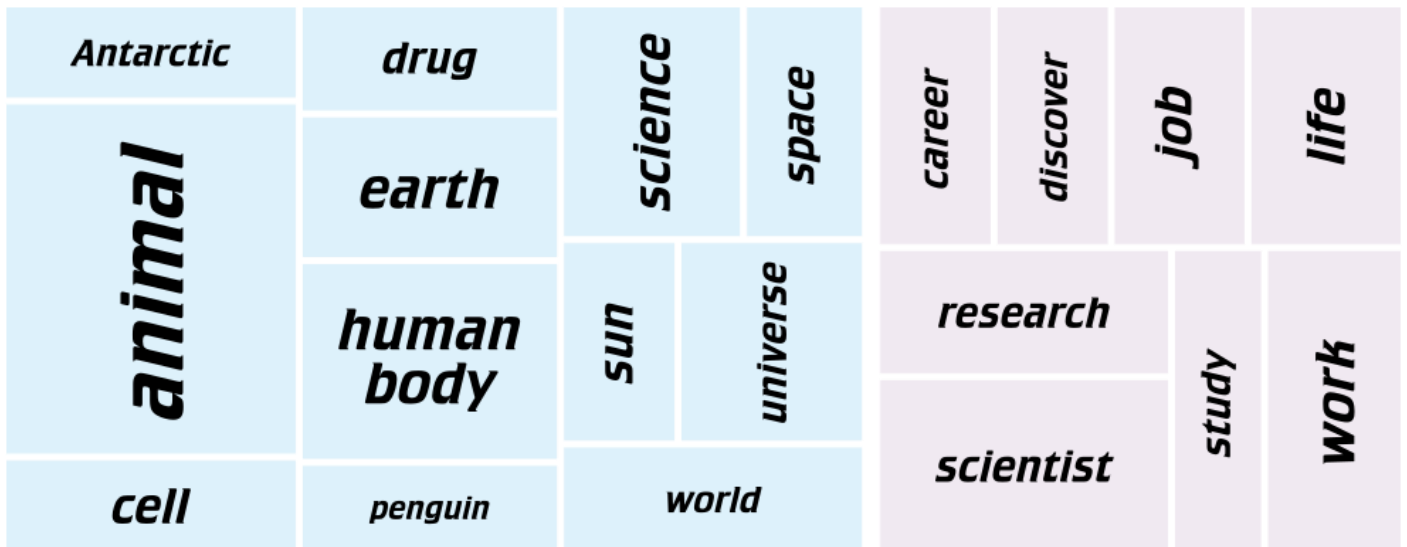 Antarctic
animal
cell
drug
earth
human
body
penguin
science
space
sun
universe
world
career
discover
job
life
research
scientist
study
work